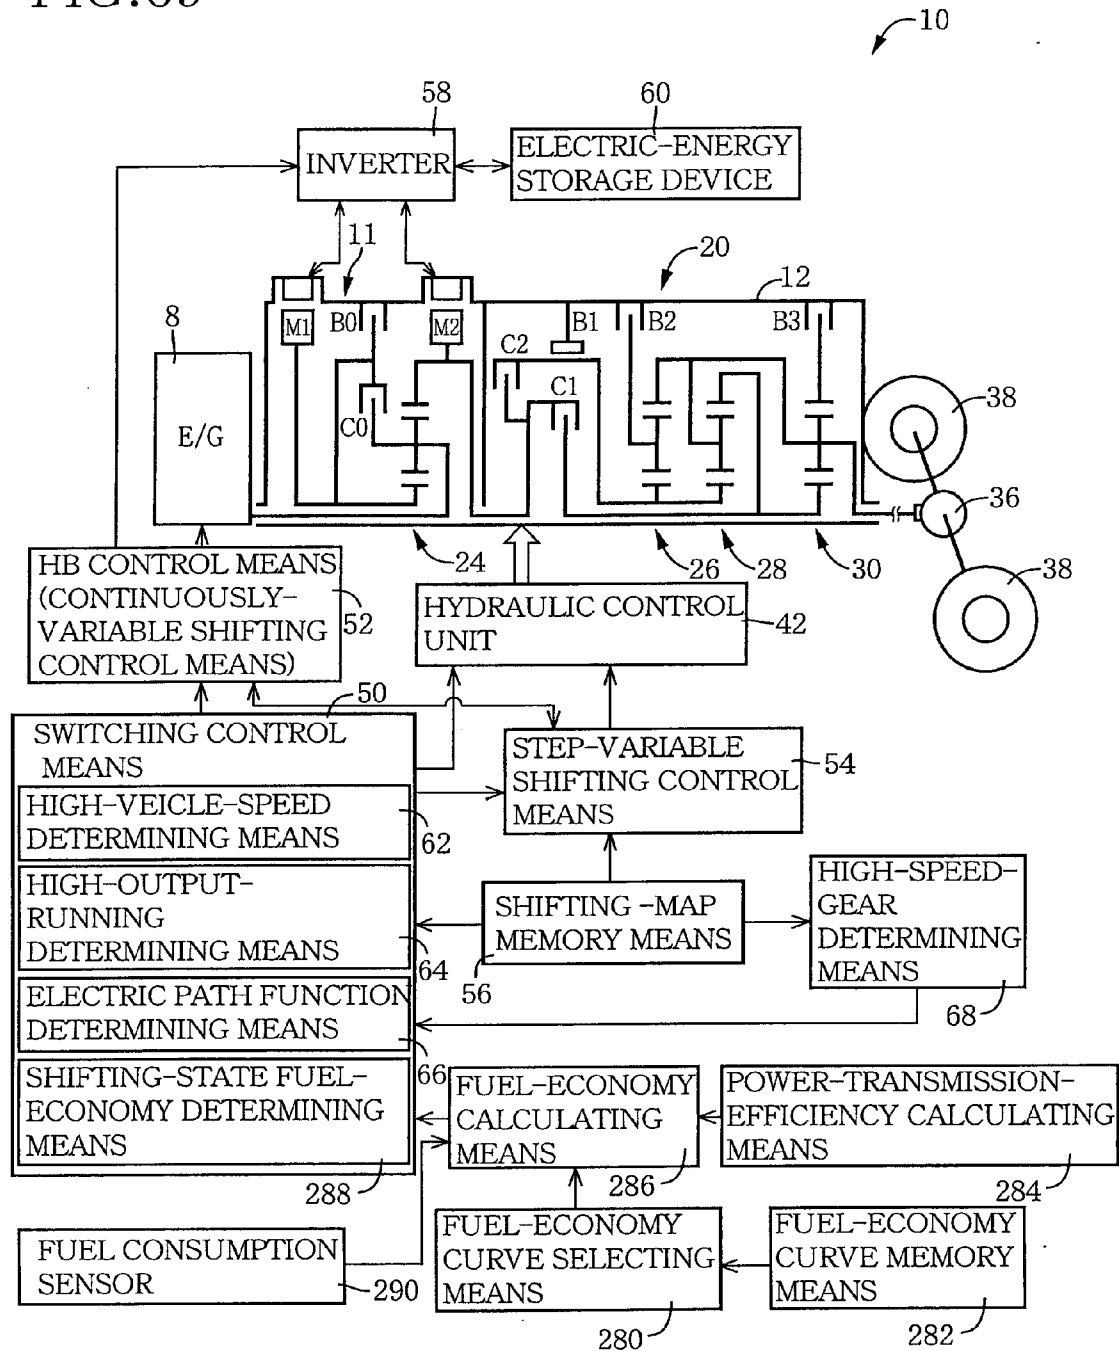 10
58
60
INVERTER
ELECTRIC-ENERGY
STORAGE DEVICE
11
20
12
8
M1
B0
M2
B1
B2
B3
C2
C1
38
E/G
C0
36
24
26
28
30
38
HB CONTROL MEANS
(CONTINUOUSLY-
VARIABLE SHIFTING
CONTROL MEANS)
52
HYDRAULIC CONTROL
UNIT
42
50
SWITCHING CONTROL
MEANS
STEP-VARIABLE
SHIFTING CONTROL
MEANS
54
HIGH-VEICLE-SPEED
DETERMINING MEANS
62
HIGH-OUTPUT-
RUNNING
DETERMINING MEANS
64
SHIFTING -MAP
MEMORY MEANS
56
HIGH-SPEED-
GEAR
DETERMINING
MEANS
68
ELECTRIC PATH FUNCTION
DETERMINING MEANS
66
SHIFTING-STATE FUEL-
ECONOMY DETERMINING
MEANS
288
FUEL-ECONOMY
CALCULATING
MEANS
286
POWER-TRANSMISSION-
EFFICIENCY CALCULATING
MEANS
284
FUEL CONSUMPTION
SENSOR
290
FUEL-ECONOMY
CURVE SELECTING
MEANS
280
FUEL-ECONOMY
CURVE MEMORY
MEANS
282